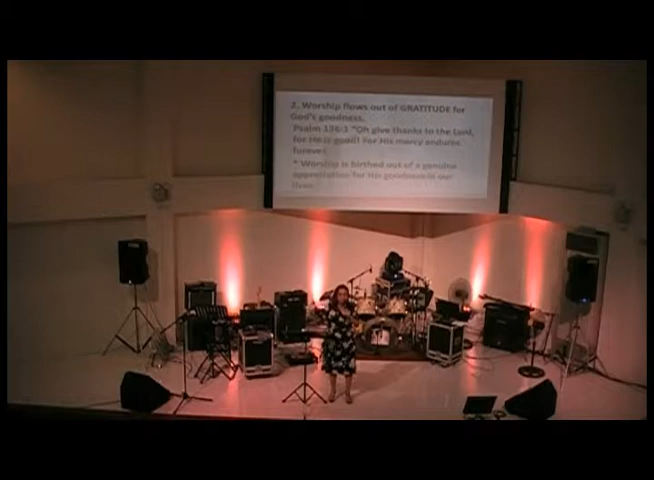 2. Worship flows out of GRATITUDE for
God's goodness.
Psalm 136:1 "Oh give thanks to the Lord,
for He is good! For His mercy endures
forever.
* Worship is birthed out of a genuine
appreciation for His goodness in our
lives.